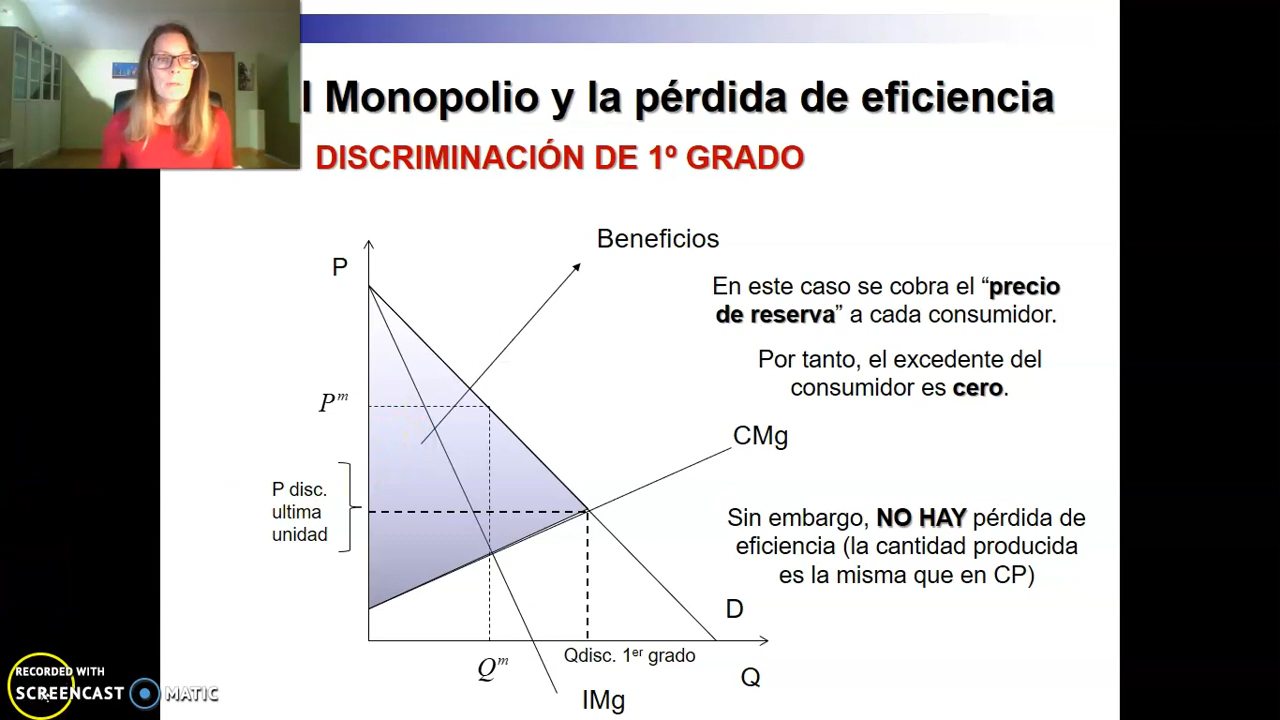 l Monopolio y la pérdida de eficiencia
DISCRIMINACIÓN DE 1º GRADO
Beneficios
P
En este caso se cobra el “precio
de reserva” a cada consumidor.
Por tanto, el excedente del
consumidor es cero.
P^m
CMg
P disc.
ultima
unidad
Sin embargo, NO HAY pérdida de
eficiencia (la cantidad producida
es la misma que en CP)
D
Qdisc. 1er grado
Q^m
Q
IMg
RECORDED WITH
SCREENCAST MATIC